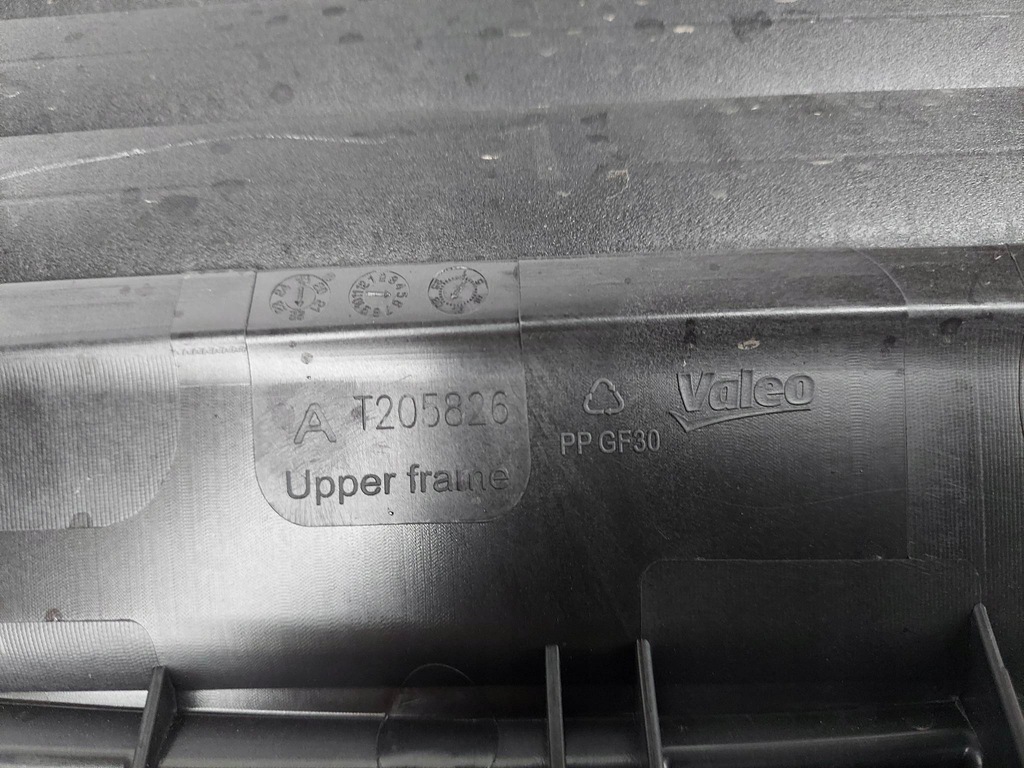 A T205826
Upper frame
PP GF30
Valeo